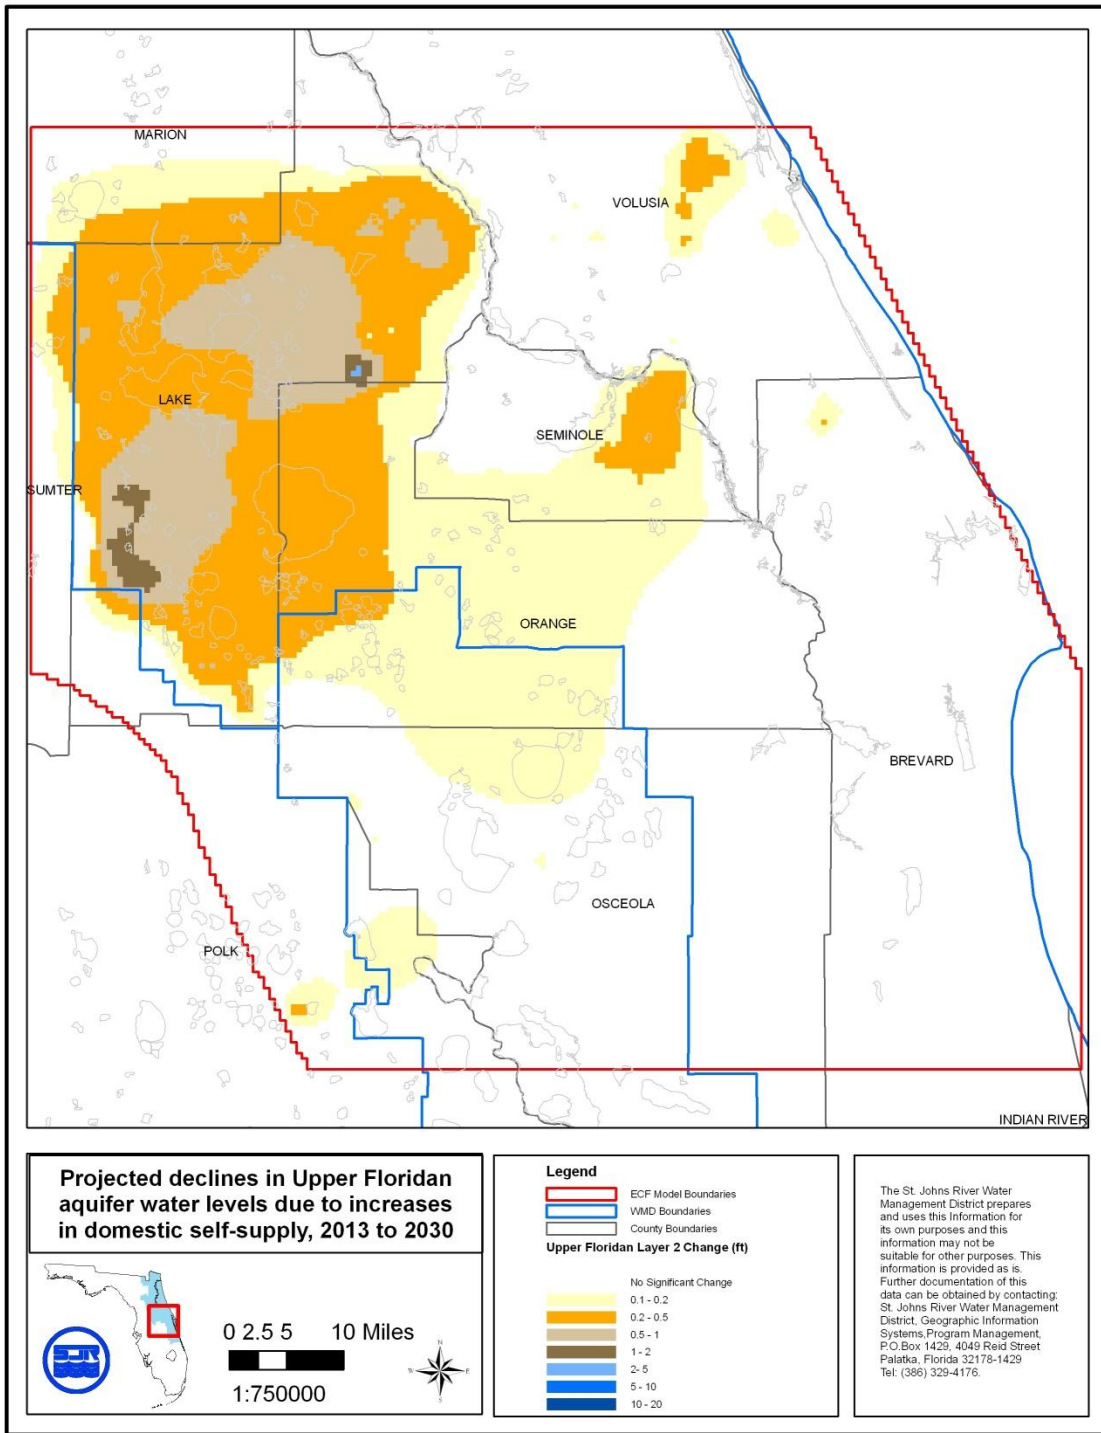 MARION
VOLUSIA
LAKE
SEMINOLE
SUMTER
ORANGE
BREVARD
OSCEOLA
POLK
INDIAN RIVER
Projected declines in Upper Floridan
aquifer water levels due to increases
in domestic self-supply, 2013 to 2030
SJR
0 2.5 5 10 Miles
1:750000
N
W E
S
Legend
ECF Model Boundaries
WMD Boundaries
County Boundaries
Upper Floridan Layer 2 Change (ft)
No Significant Change
0.1 - 0.2
0.2 - 0.5
0.5 - 1
1 - 2
2- 5
5 - 10
10 - 20
The St. Johns River Water
Management District prepares
and uses this Information for
its own purposes and this
information may not be
suitable for other purposes. This
information is provided as is.
Further documentation of this
data can be obtained by contacting:
St. Johns River Water Management
District, Geographic Information
Systems,Program Management,
P.O.Box 1429, 4049 Reid Street
Palatka, Florida 32178-1429
Tel: (386) 329-4176.